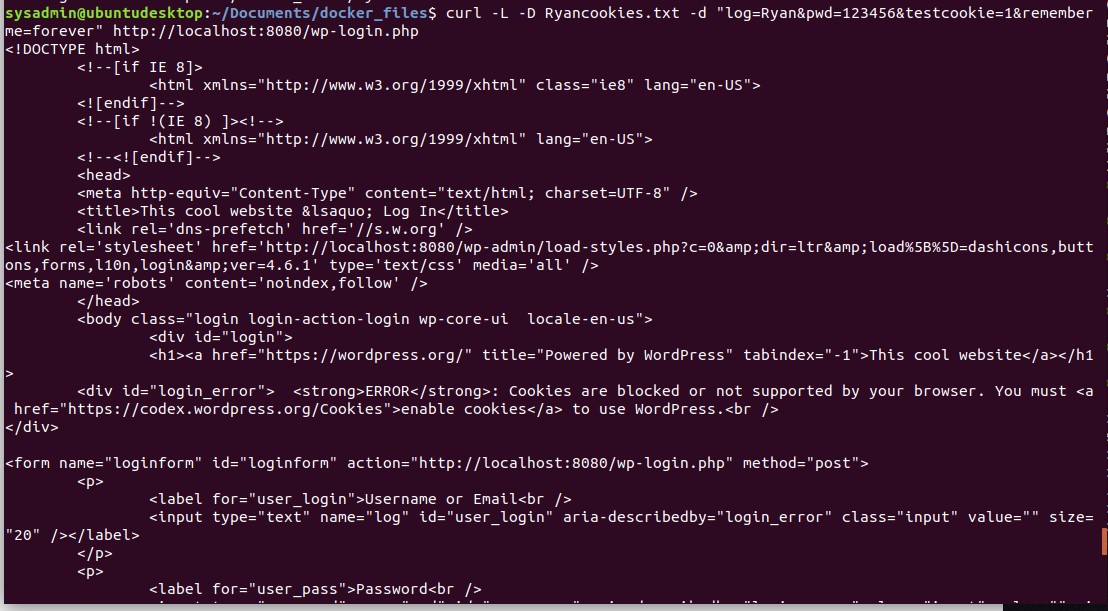 sysadmin@ubuntudesktop:~/Documents/docker_files$ curl -L -D Ryancookies.txt -d "log=Ryan&pwd=123456&testcookie=1&remember
me=forever" http://localhost:8080/wp-login.php
<!DOCTYPE html>
        <!--[if IE 8]>
                <html xmlns="http://www.w3.org/1999/xhtml" class="ie8" lang="en-US">
        <![endif]-->
        <!--[if !(IE 8) ]><!-->
                <html xmlns="http://www.w3.org/1999/xhtml" lang="en-US">
        <!--<![endif]-->
        <head>
        <meta http-equiv="Content-Type" content="text/html; charset=UTF-8" />
        <title>This cool website &lsaquo; Log In</title>
        <link rel='dns-prefetch' href='//s.w.org' />
<link rel='stylesheet' href='http://localhost:8080/wp-admin/load-styles.php?c=0&amp;dir=ltr&amp;load%5B%5D=dashicons,butt
ons,forms,l10n,login&amp;ver=4.6.1' type='text/css' media='all' />
<meta name='robots' content='noindex,follow' />
        </head>
        <body class="login login-action-login wp-core-ui  locale-en-us">
                <div id="login">
                <h1><a href="https://wordpress.org/" title="Powered by WordPress" tabindex="-1">This cool website</a></h1
>
        <div id="login_error">  <strong>ERROR</strong>: Cookies are blocked or not supported by your browser. You must <a
 href="https://codex.wordpress.org/Cookies">enable cookies</a> to use WordPress.<br />
</div>

<form name="loginform" id="loginform" action="http://localhost:8080/wp-login.php" method="post">
        <p>
                <label for="user_login">Username or Email<br />
                <input type="text" name="log" id="user_login" aria-describedby="login_error" class="input" value="" size=
"20" /></label>
        </p>
        <p>
                <label for="user_pass">Password<br />